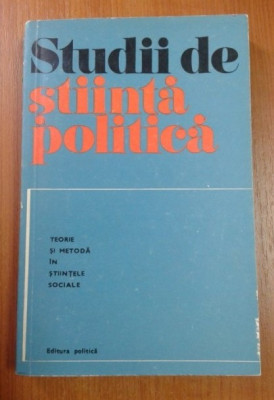 Studii de
știință
politică
TEORIE
ȘI METODĂ
ÎN
ȘTIINȚELE
SOCIALE
Editura politică